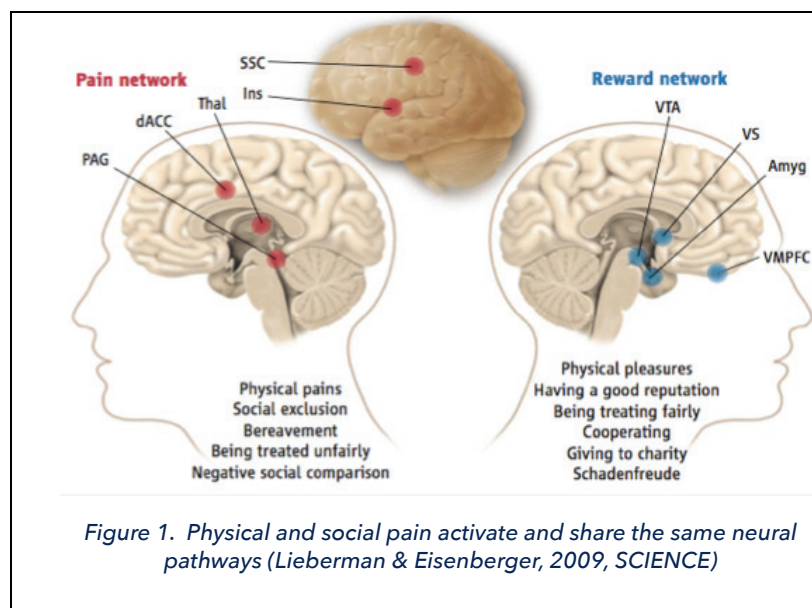 SSC
Ins
Pain network
Thal
dACC
PAG
Reward network
VTA
VS
Amyg
VMPFC
Physical pains
Social exclusion
Bereavement
Being treated unfairly
Negative social comparison
Physical pleasures
Having a good reputation
Being treating fairly
Cooperating
Giving to charity
Schadenfreude
Figure 1. Physical and social pain activate and share the same neural
pathways (Lieberman & Eisenberger, 2009, SCIENCE)